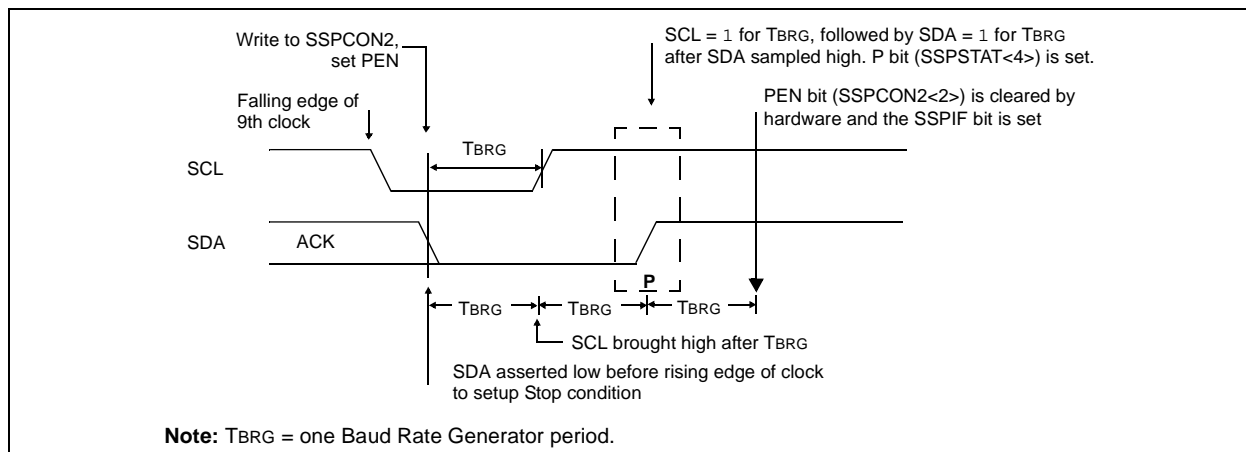 Write to SSPCON2,
set PEN
SCL = 1 for TBRG, followed by SDA = 1 for TBRG
after SDA sampled high. P bit (SSPSTAT<4>) is set.
Falling edge of
9th clock
PEN bit (SSPCON2<2>) is cleared by
hardware and the SSPIF bit is set
TBRG
SCL
SDA
ACK
P
TBRG
TBRG
TBRG
SCL brought high after TBRG
SDA asserted low before rising edge of clock
to setup Stop condition
Note: TBRG = one Baud Rate Generator period.